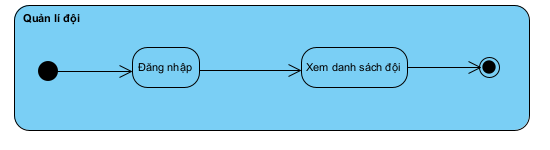 Quản lí đội
Đăng nhập
Xem danh sách đội